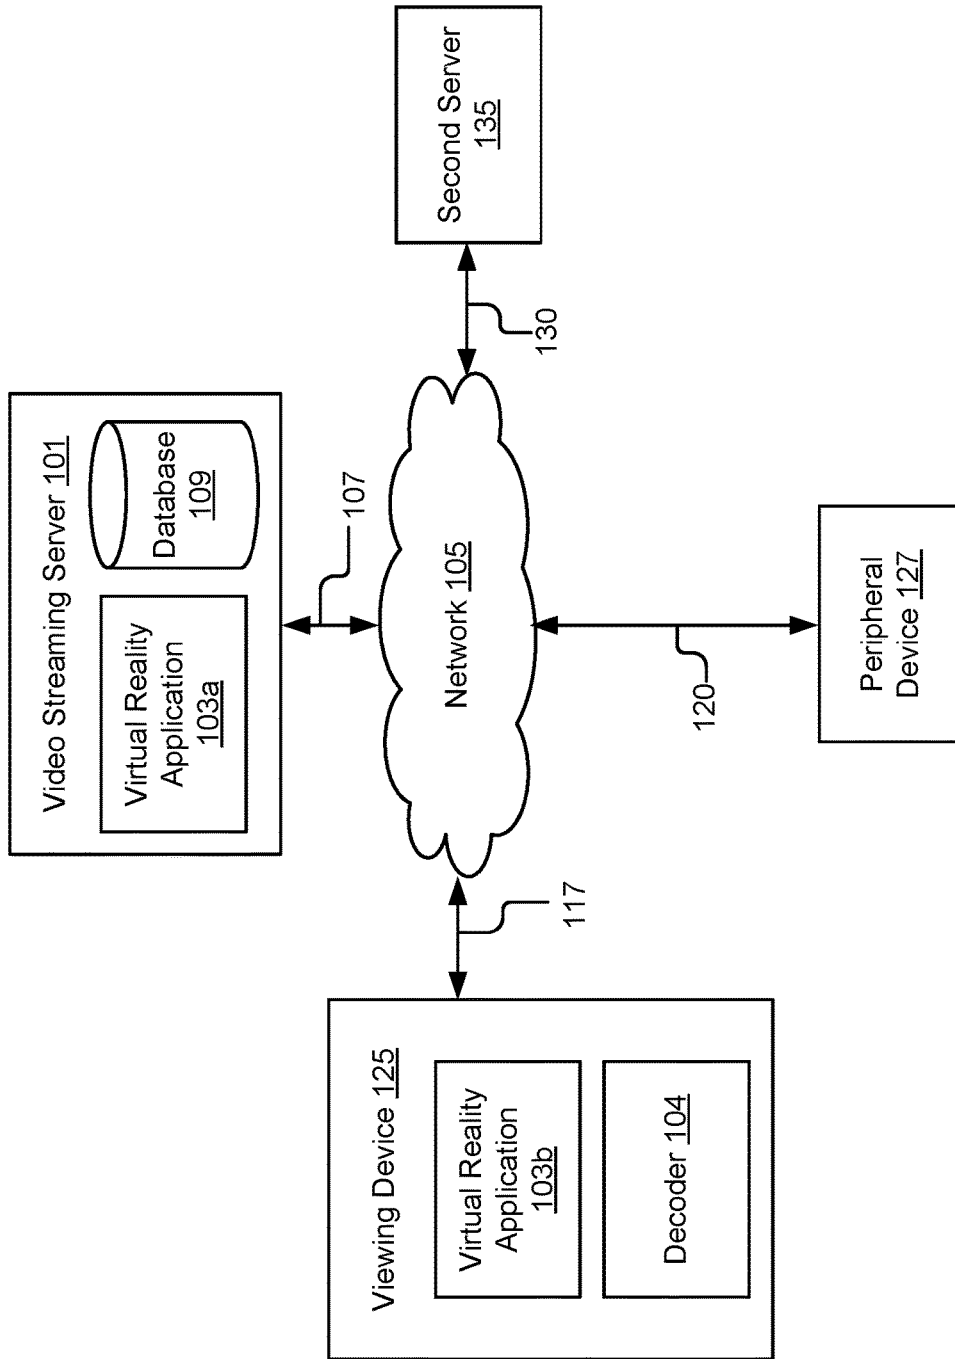 Video Streaming Server 101
Virtual Reality
Application
103a
Database
109
107
Viewing Device 125
Virtual Reality
Application
103b
Decoder 104
117
Network 105
130
Second Server
135
120
Peripheral
Device 127